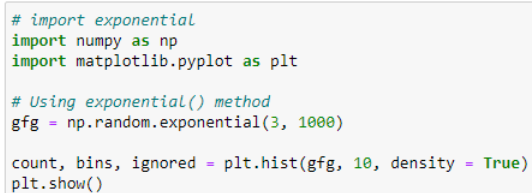 # import exponential
import numpy as np
import matplotlib.pyplot as plt
# Using exponential() method
gfg = np.random.exponential(3, 1000)
count, bins, ignored = plt.hist(gfg, 10, density = True)
plt.show()